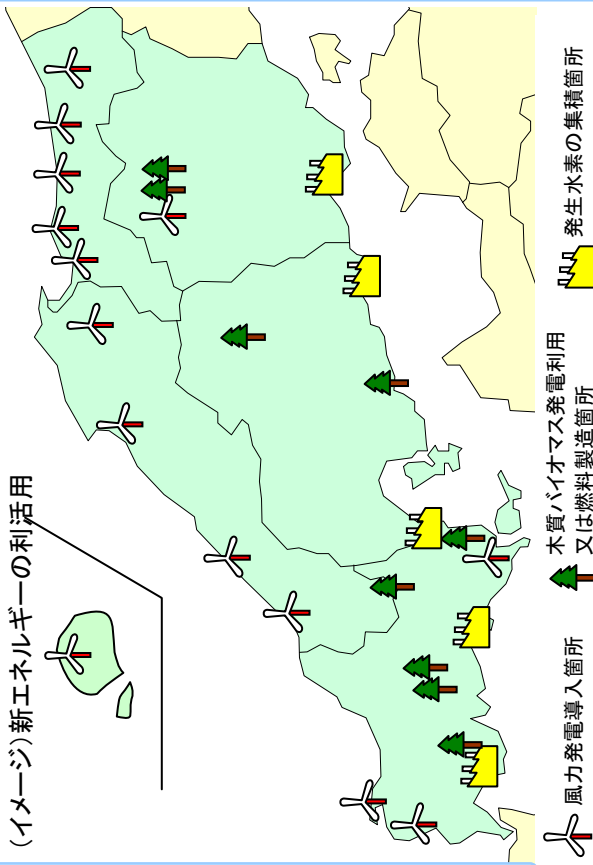 (イメージ)新エネルギーの利活用
風力発電導入箇所
木質バイオマス発電利用
又は燃料製造箇所
発生水素の集積箇所